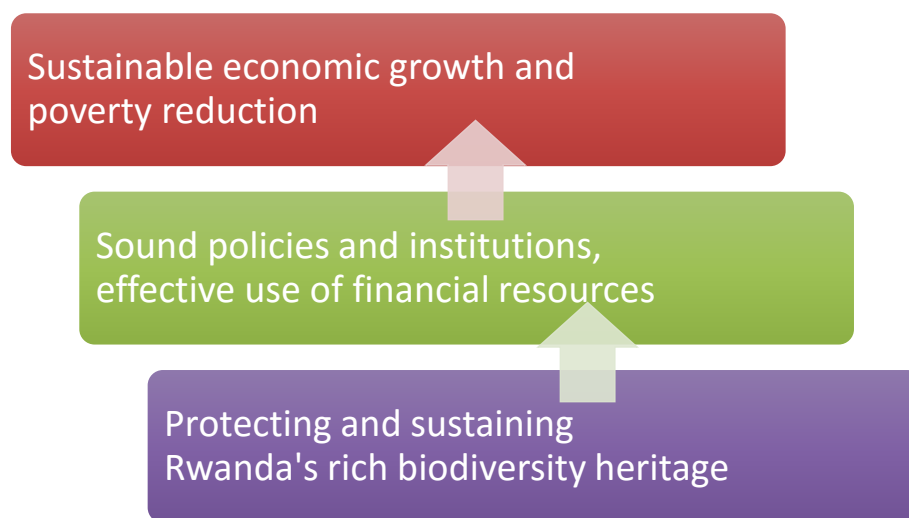 Sustainable economic growth and
poverty reduction
Sound policies and institutions,
effective use of financial resources
Protecting and sustaining
Rwanda's rich biodiversity heritage